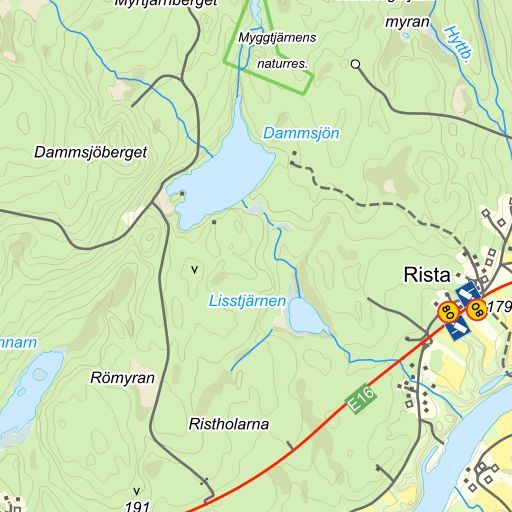 Myrtjärnberget
Myggtjärnens
naturres.
myran
Hyttb.
Dammsjön
Dammsjöberget
Rista
Lisstjärnen
80
80
179
nnarn
Römyran
E16
Ristholarna
191